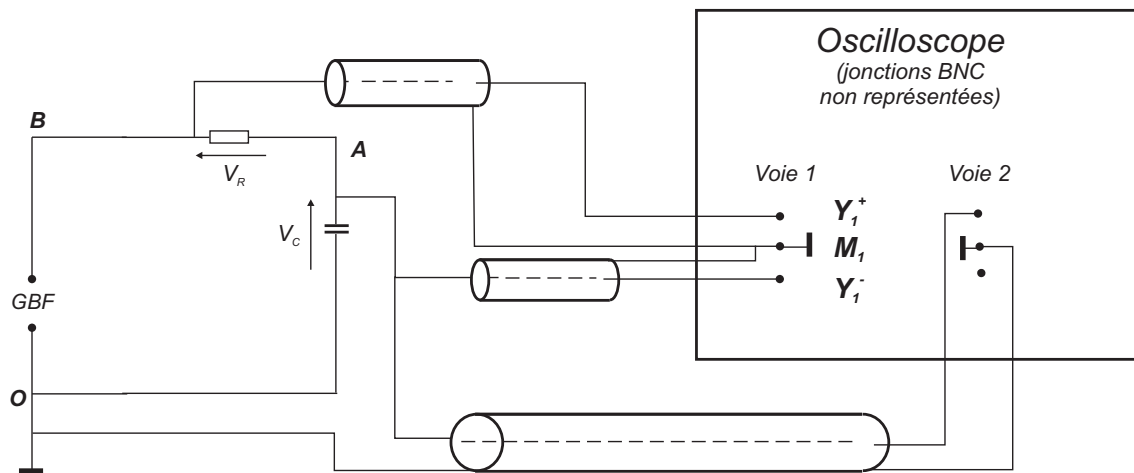 Oscilloscope
(jonctions BNC
non représentées)
B
A
V_R
Voie 1
Voie 2
Y_1^+
V_C
M_1
Y_1^-
GBF
O